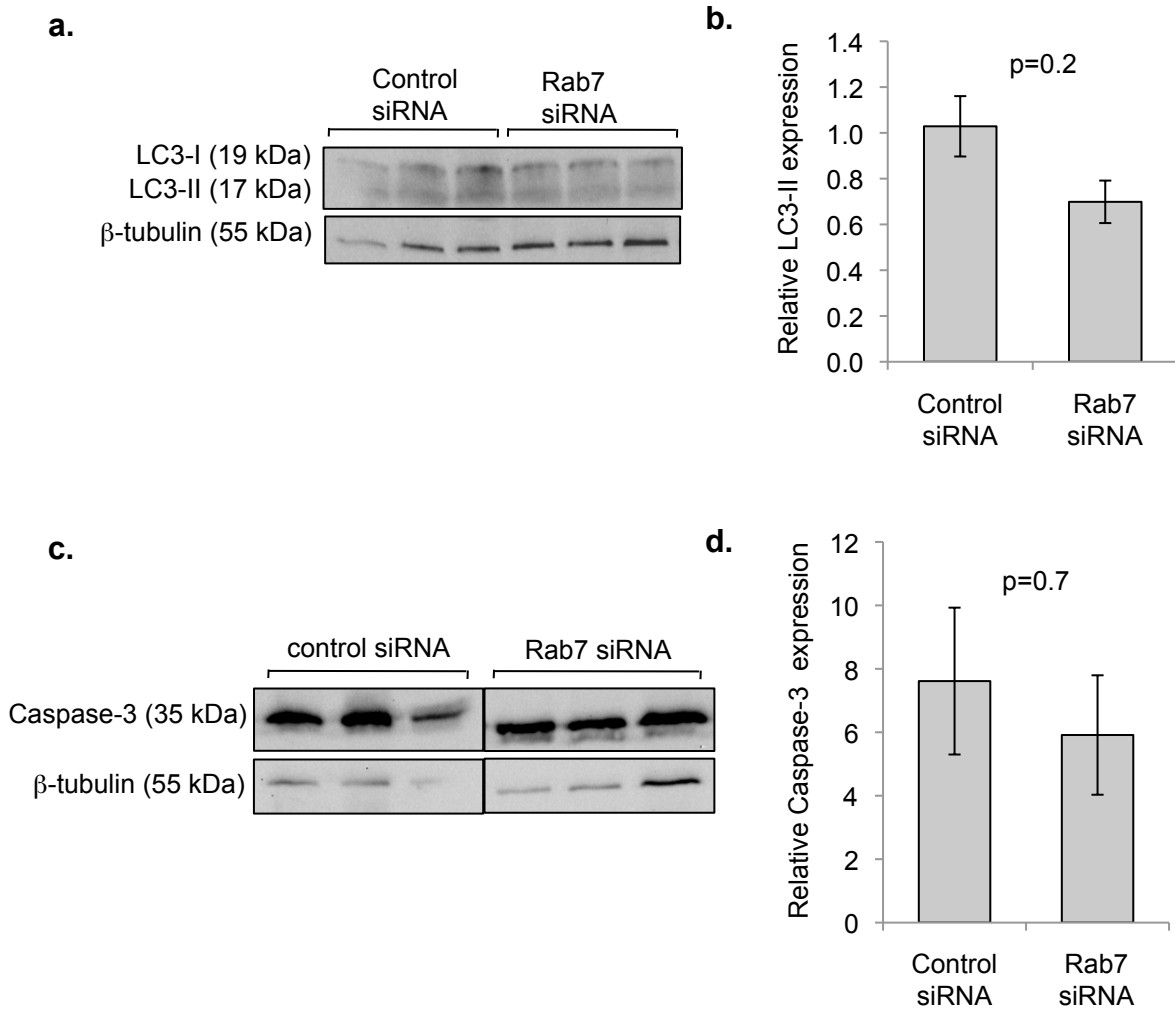 a.
Control
siRNA
Rab7
siRNA
LC3-I (19 kDa)
LC3-II (17 kDa)
β-tubulin (55 kDa)
b.
1.4
1.2
1.0
0.8
0.6
0.4
0.2
0.0
Relative LC3-II expression
p=0.2
Control
siRNA
Rab7
siRNA
c.
control siRNA
Rab7 siRNA
Caspase-3 (35 kDa)
β-tubulin (55 kDa)
d.
12
10
8
6
4
2
0
Relative Caspase-3 expression
p=0.7
Control
siRNA
Rab7
siRNA